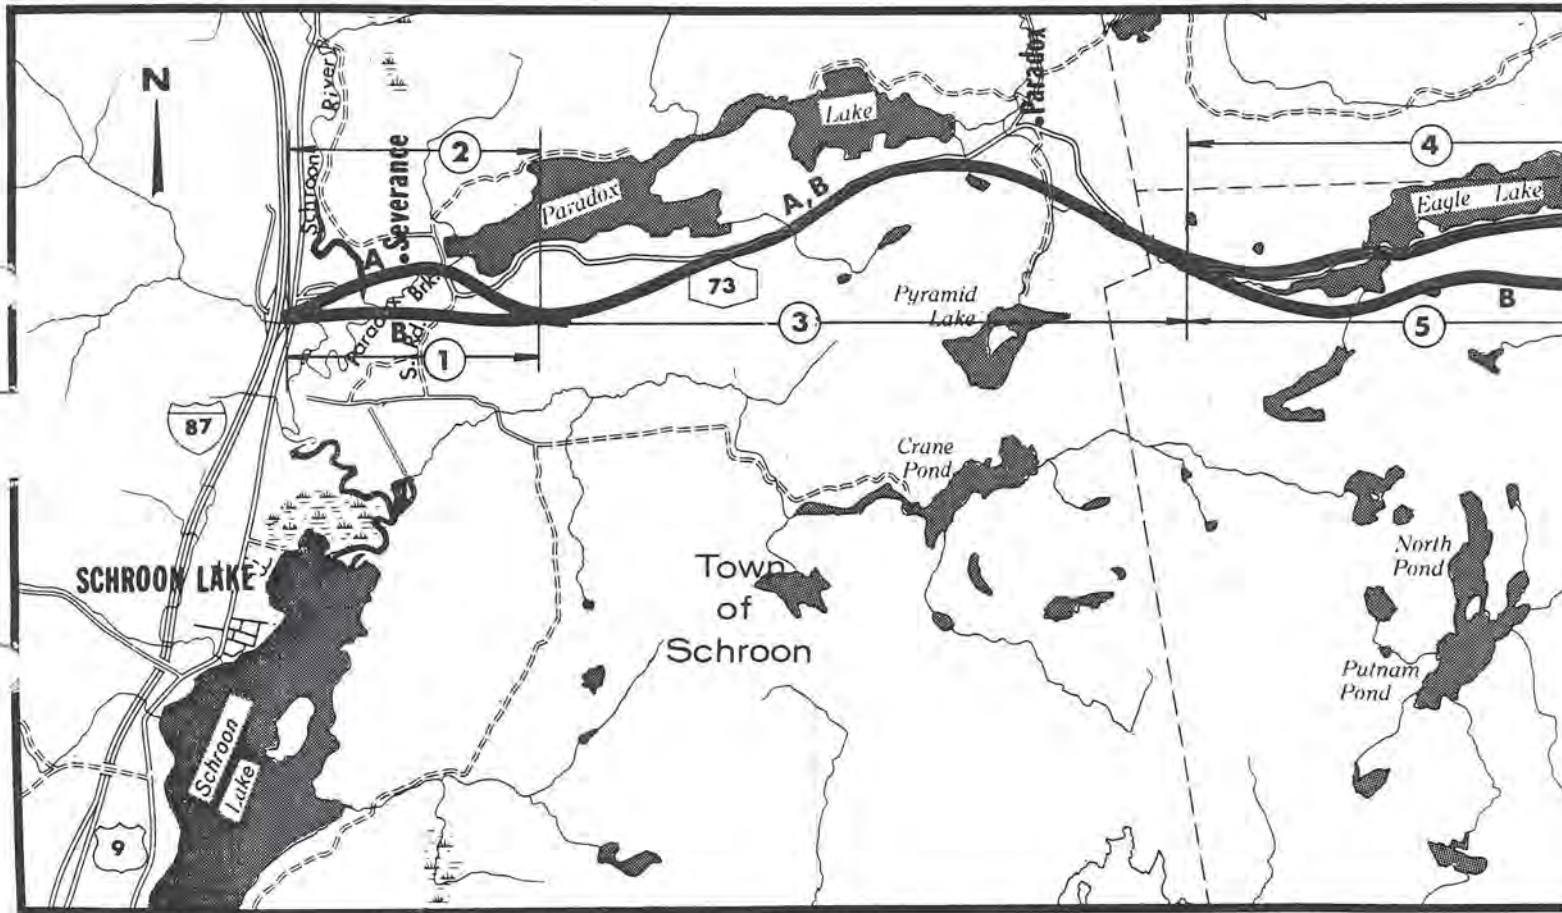 N
River
Schroon
2
Severance
Paradox
Lake
Paradox
A, B
4
Eagle Lake
A
Paradox Brk.
B
S. Rd.
1
73
3
Pyramid
Lake
B
5
87
Crane
Pond
SCHROON LAKE
Town
of
Schroon
North
Pond
Putnam
Pond
Schroon
Lake
9